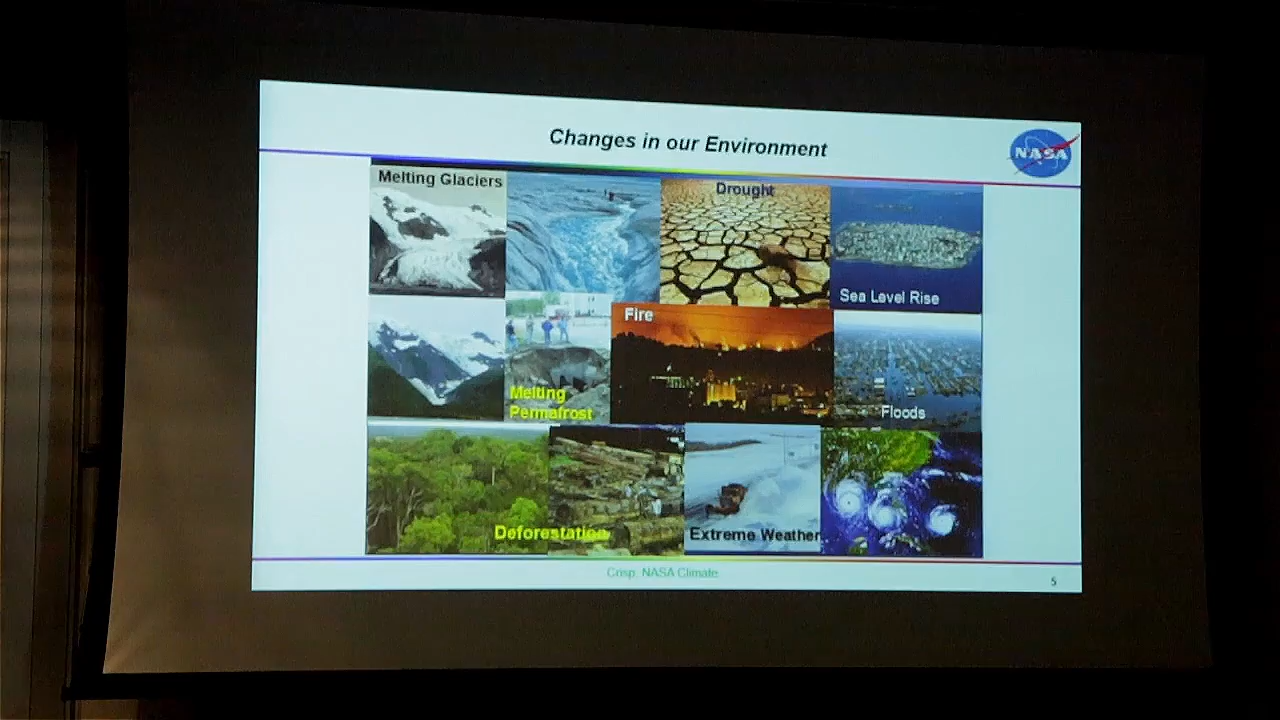 Changes in our Environment
NASA
Melting Glaciers
Drought
Sea Level Rise
Fire
Melting
Permafrost
Floods
Deforestation
Extreme Weather
Crisp, NASA Climate
5